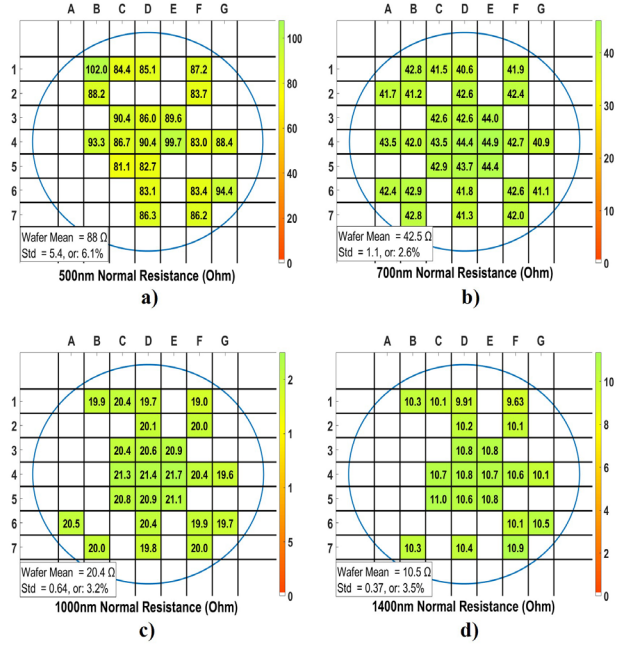 A B C D E F G
1 102.0 84.4 85.1 87.2
2 88.2 83.7
3 90.4 86.0 89.6
4 93.3 86.7 90.4 99.7 83.0 88.4
5 81.1 82.7
6 83.1 83.4 94.4
7 86.3 86.2
100
80
60
40
20
0
Wafer Mean = 88 Ω
Std = 5.4, or: 6.1%
500nm Normal Resistance (Ohm)
a)
A B C D E F G
1 42.8 41.5 40.6 41.9
2 41.7 41.2 42.6 42.4
3 42.6 42.6 44.0
4 43.5 42.0 43.5 44.4 44.9 42.7 40.9
5 42.9 43.7 44.4
6 42.4 42.9 41.8 42.6 41.1
7 42.8 41.3 42.0
40
30
20
10
0
Wafer Mean = 42.5 Ω
Std = 1.1, or: 2.6%
700nm Normal Resistance (Ohm)
b)
A B C D E F G
1 19.9 20.4 19.7 19.0
2 20.1 20.0
3 20.4 20.6 20.9
4 21.3 21.4 21.7 20.4 19.6
5 20.8 20.9 21.1
6 20.5 20.4 19.9 19.7
7 20.0 19.8 20.0
2
1
1
5
0
Wafer Mean = 20.4 Ω
Std = 0.64, or: 3.2%
1000nm Normal Resistance (Ohm)
c)
A B C D E F G
1 10.3 10.1 9.91 9.63
2 10.2 10.1
3 10.8 10.8
4 10.7 10.8 10.7 10.6 10.1
5 11.0 10.6 10.8
6 10.1 10.5
7 10.3 10.4 10.9
10
8
6
4
2
0
Wafer Mean = 10.5 Ω
Std = 0.37, or: 3.5%
1400nm Normal Resistance (Ohm)
d)